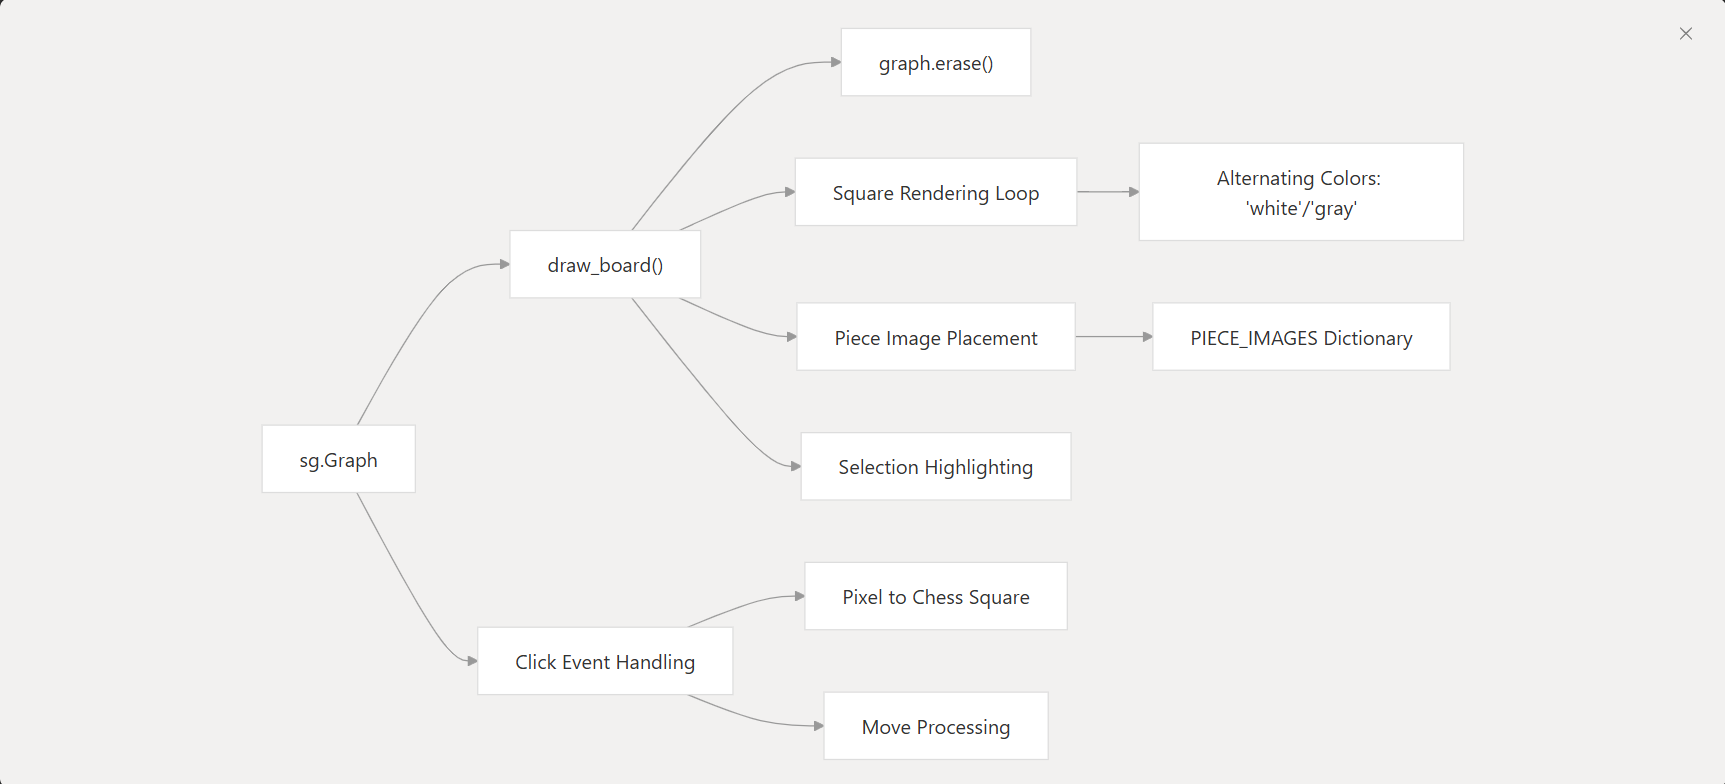 graph.erase()
Square Rendering Loop
Alternating Colors:
'white'/'gray'
draw_board()
Piece Image Placement
PIECE_IMAGES Dictionary
sg.Graph
Selection Highlighting
Pixel to Chess Square
Click Event Handling
Move Processing